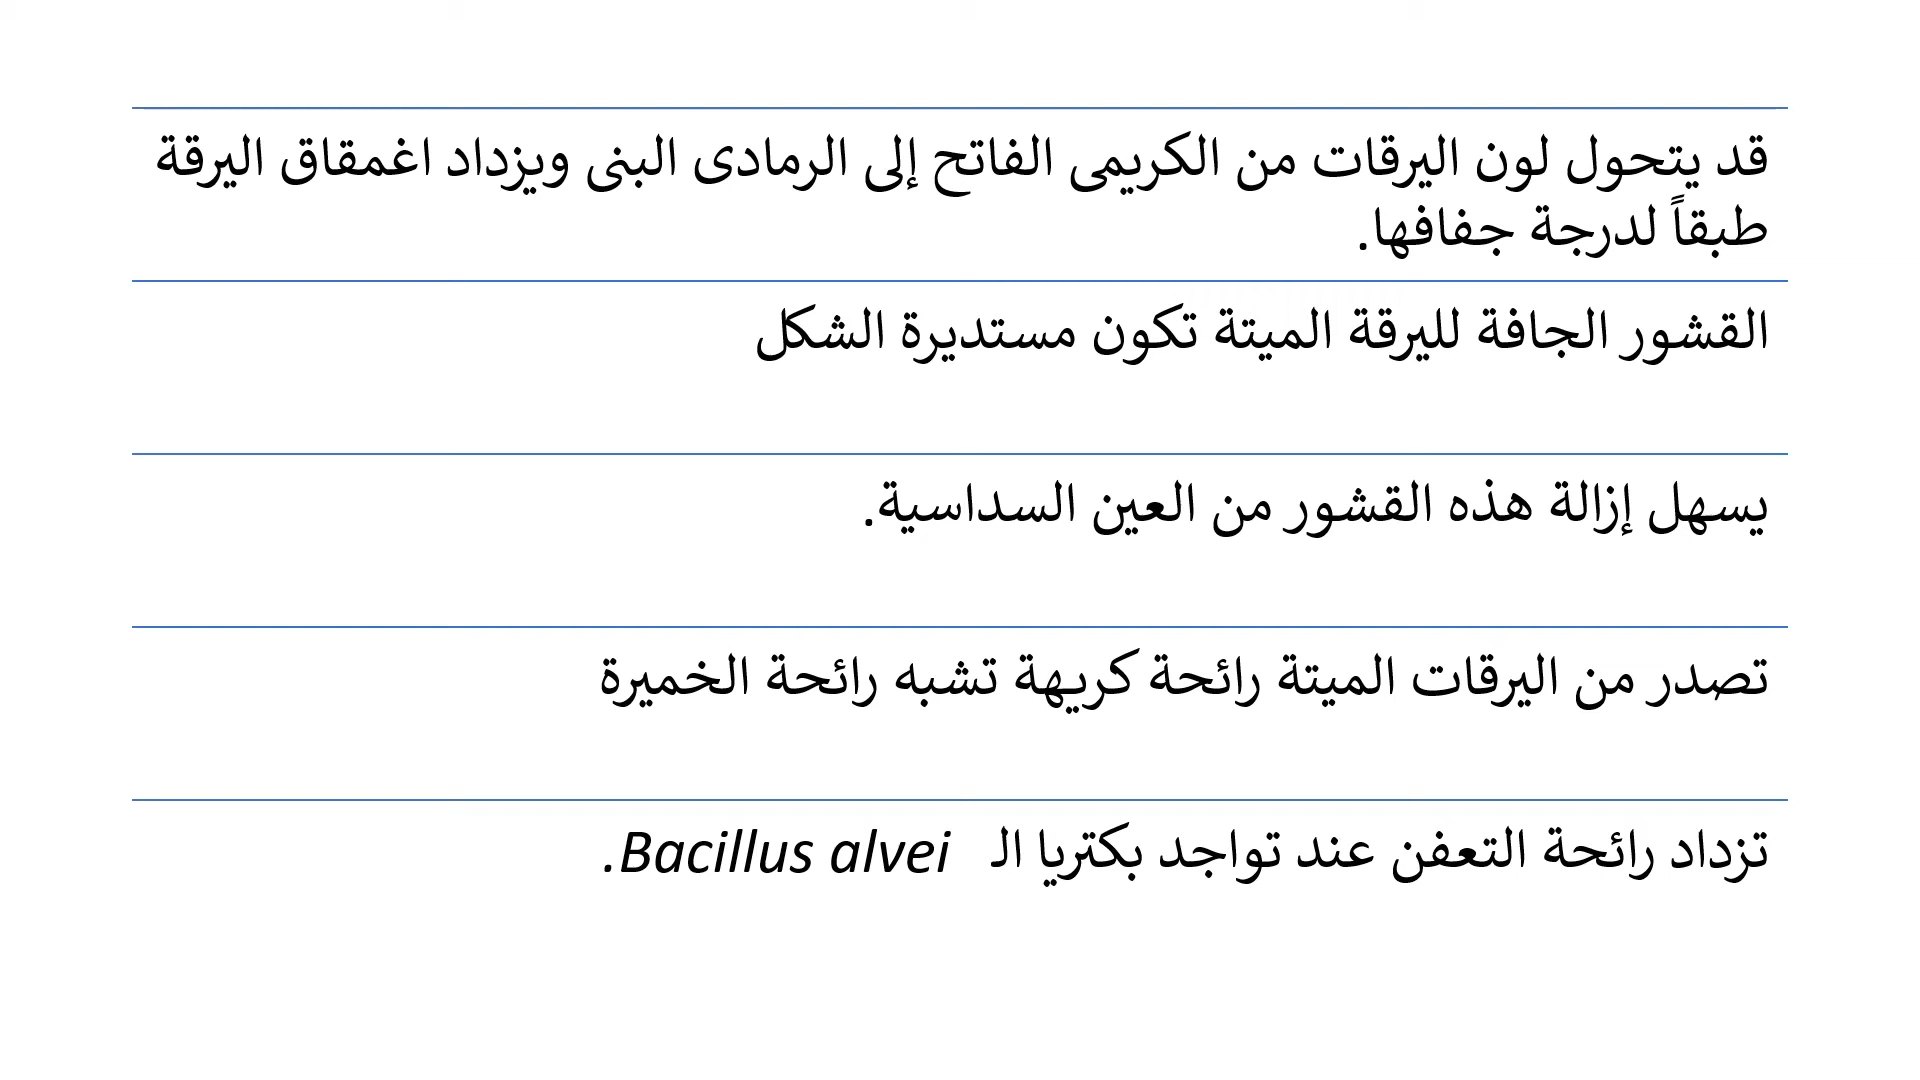 قد يتحول لون اليرقات من الكريمى الفاتح إلى الرمادى البنى ويزداد اغمقاق اليرقة
طبقاً لدرجة جفافها.
القشور الجافة لليرقة الميتة تكون مستديرة الشكل
يسهل إزالة هذه القشور من العين السداسية.
تصدر من اليرقات الميتة رائحة كريهة تشبه رائحة الخميرة
تزداد رائحة التعفن عند تواجد بكتريا الـ Bacillus alvei.